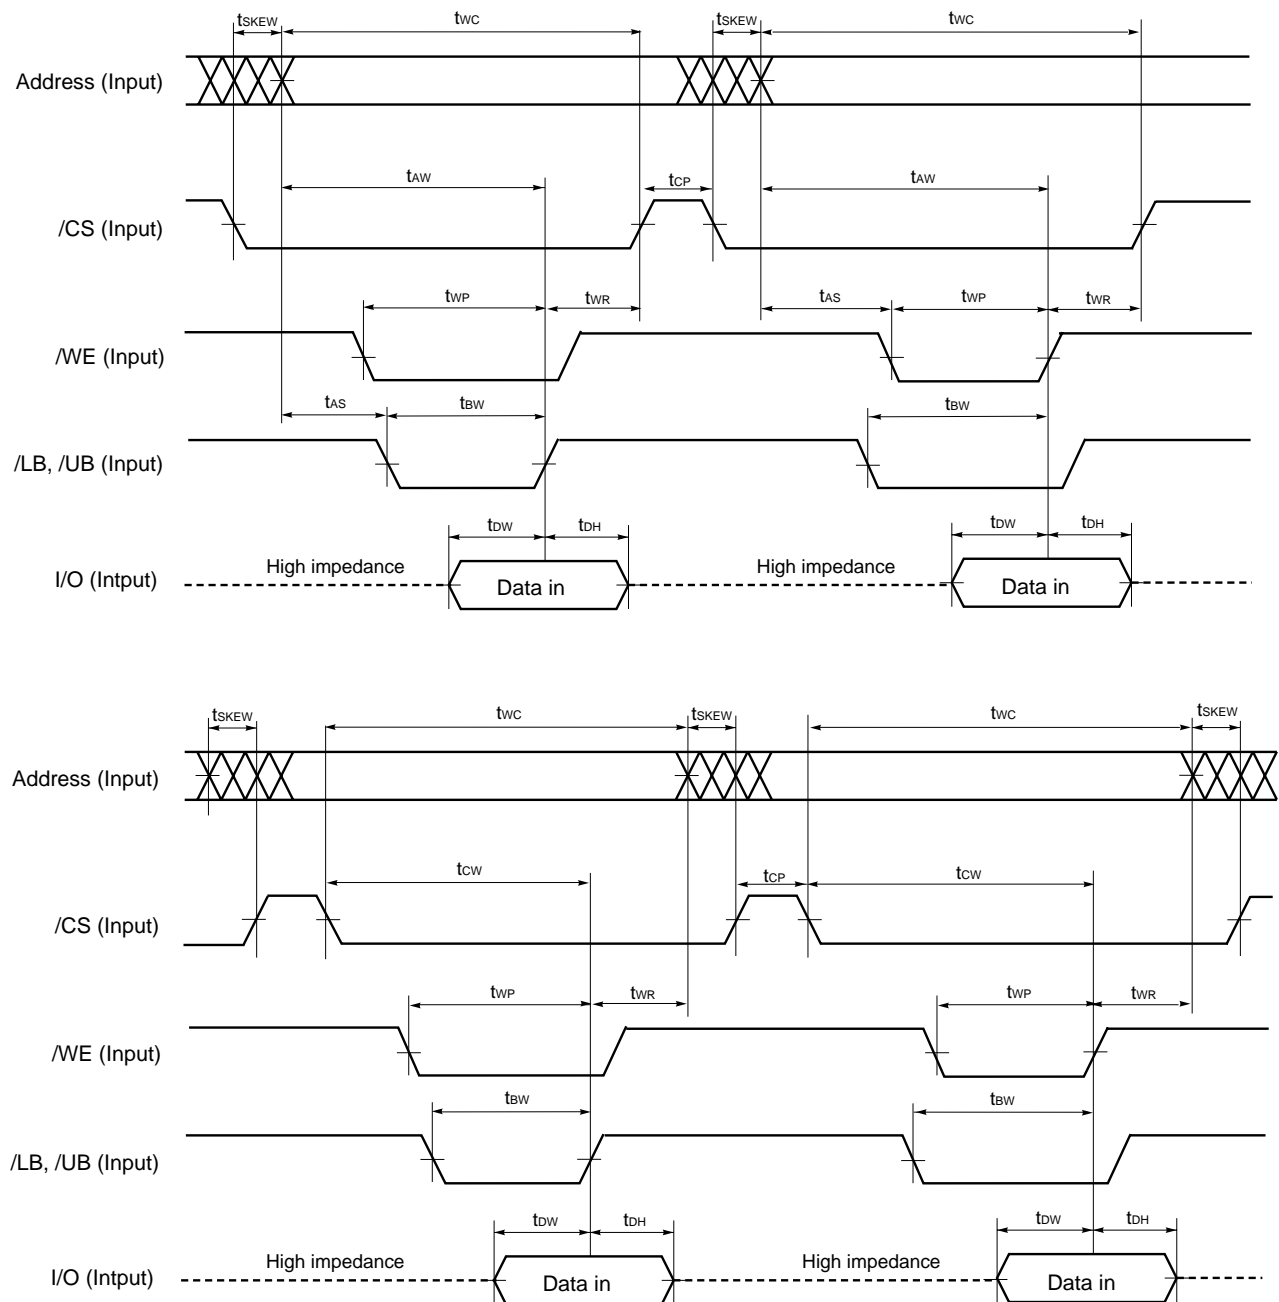 tSKEW tWC tSKEW tWC
Address (Input)
tAW tCP tAW
/CS (Input)
tWP tWR tAS tWP tWR
/WE (Input)
tAS tBW tBW
/LB, /UB (Input)
tDW tDH tDW tDH
High impedance High impedance
I/O (Intput) Data in Data in
tSKEW tWC tSKEW tWC tSKEW
Address (Input)
tCW tCP tCW
/CS (Input)
tWP tWR tWP tWR
/WE (Input)
tBW tBW
/LB, /UB (Input)
tDW tDH tDW tDH
High impedance High impedance
I/O (Intput) Data in Data in